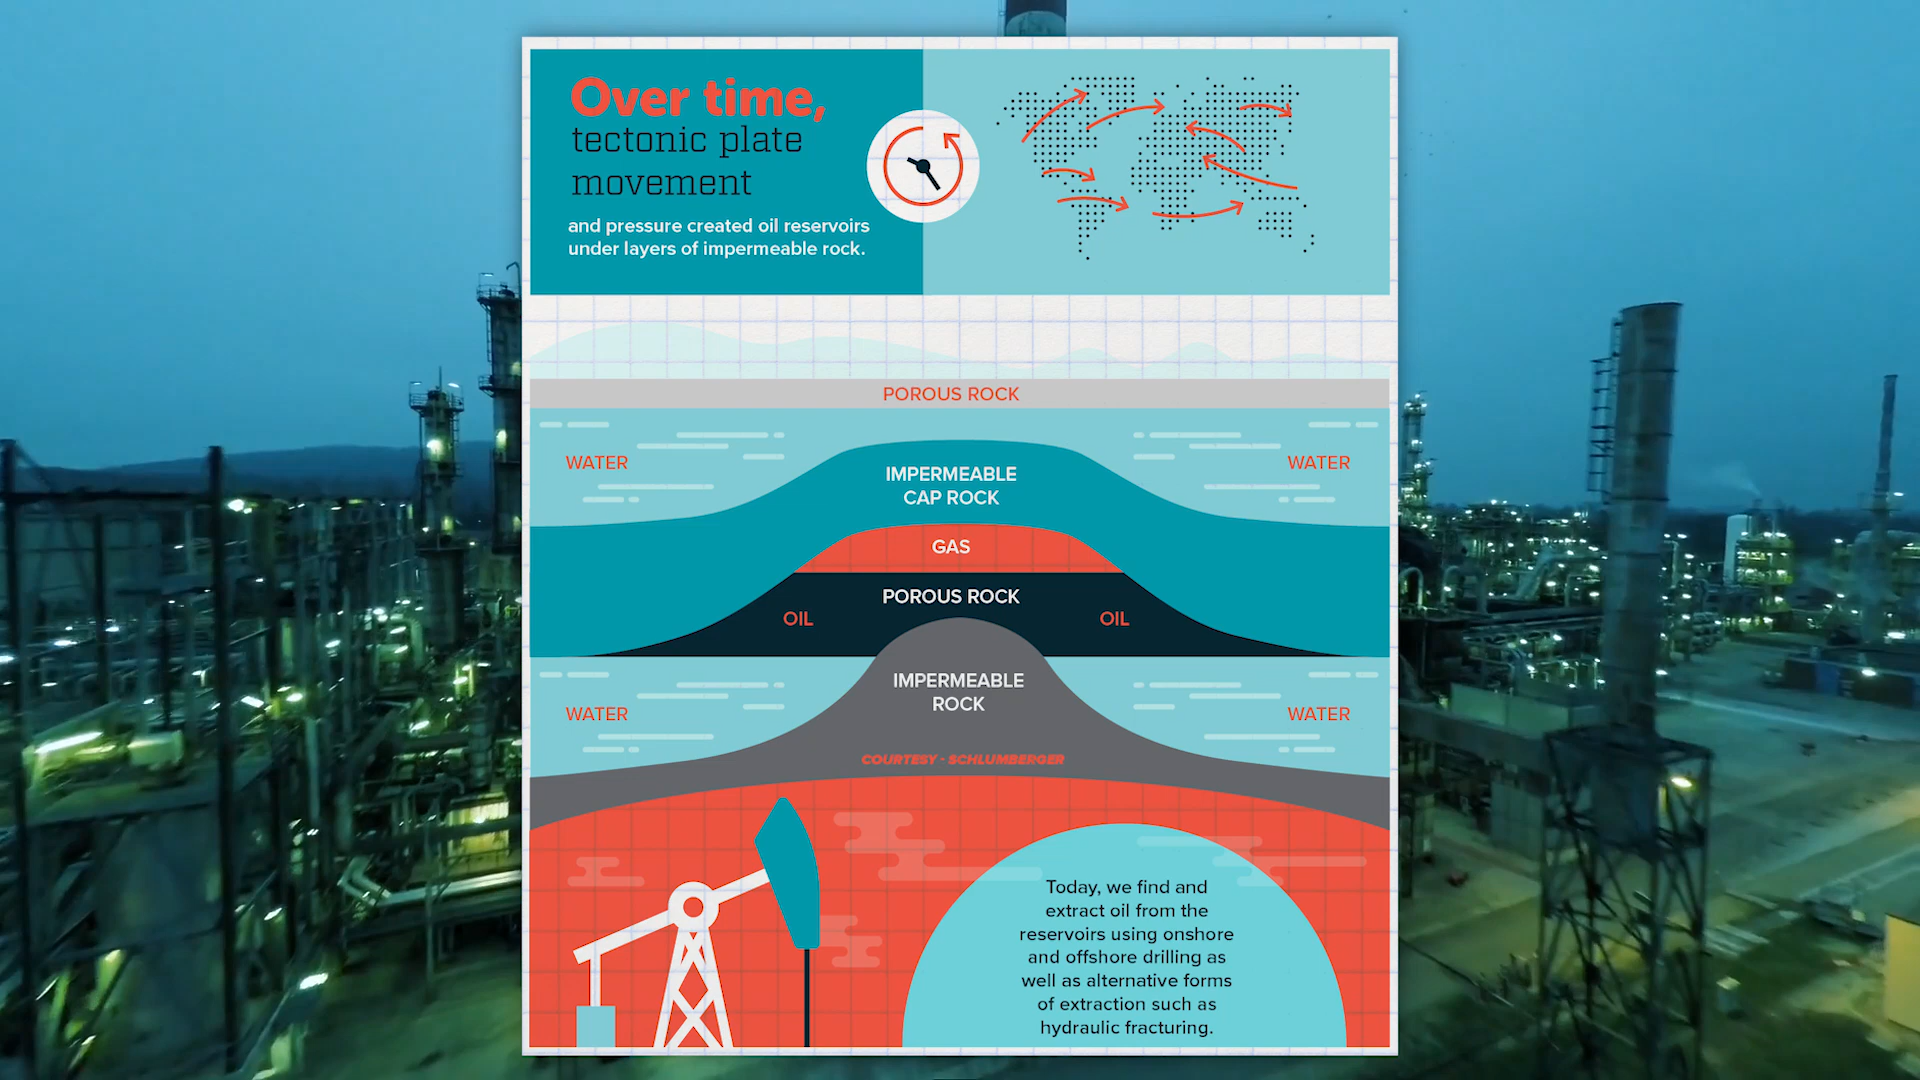 Over time,
tectonic plate
movement
and pressure created oil reservoirs
under layers of impermeable rock.
POROUS ROCK
WATER
WATER
IMPERMEABLE
CAP ROCK
GAS
POROUS ROCK
OIL
OIL
IMPERMEABLE
ROCK
WATER
WATER
COURTESY - SCHLUMBERGER
Today, we find and
extract oil from the
reservoirs using onshore
and offshore drilling as
well as alternative forms
of extraction such as
hydraulic fracturing.